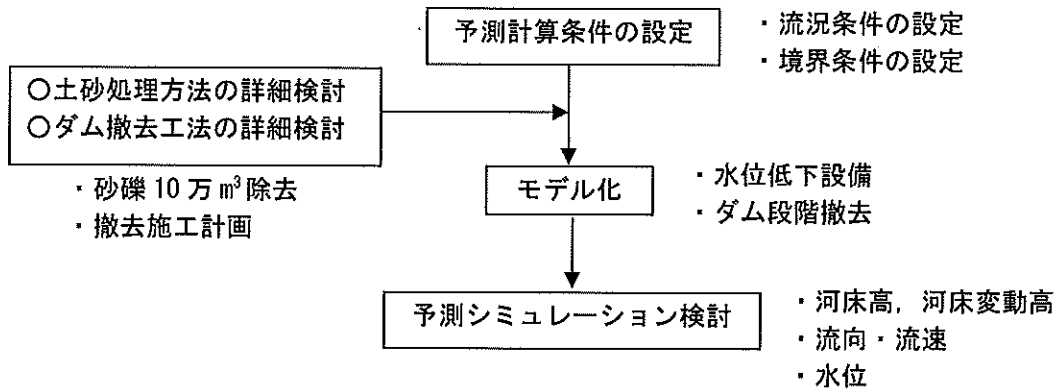 予測計算条件の設定
・流況条件の設定
・境界条件の設定
〇土砂処理方法の詳細検討
〇ダム撤去工法の詳細検討
・砂礫10万㎥除去
・撤去施工計画
モデル化
・水位低下設備
・ダム段階撤去
予測シミュレーション検討
・河床高，河床変動高
・流向・流速
・水位